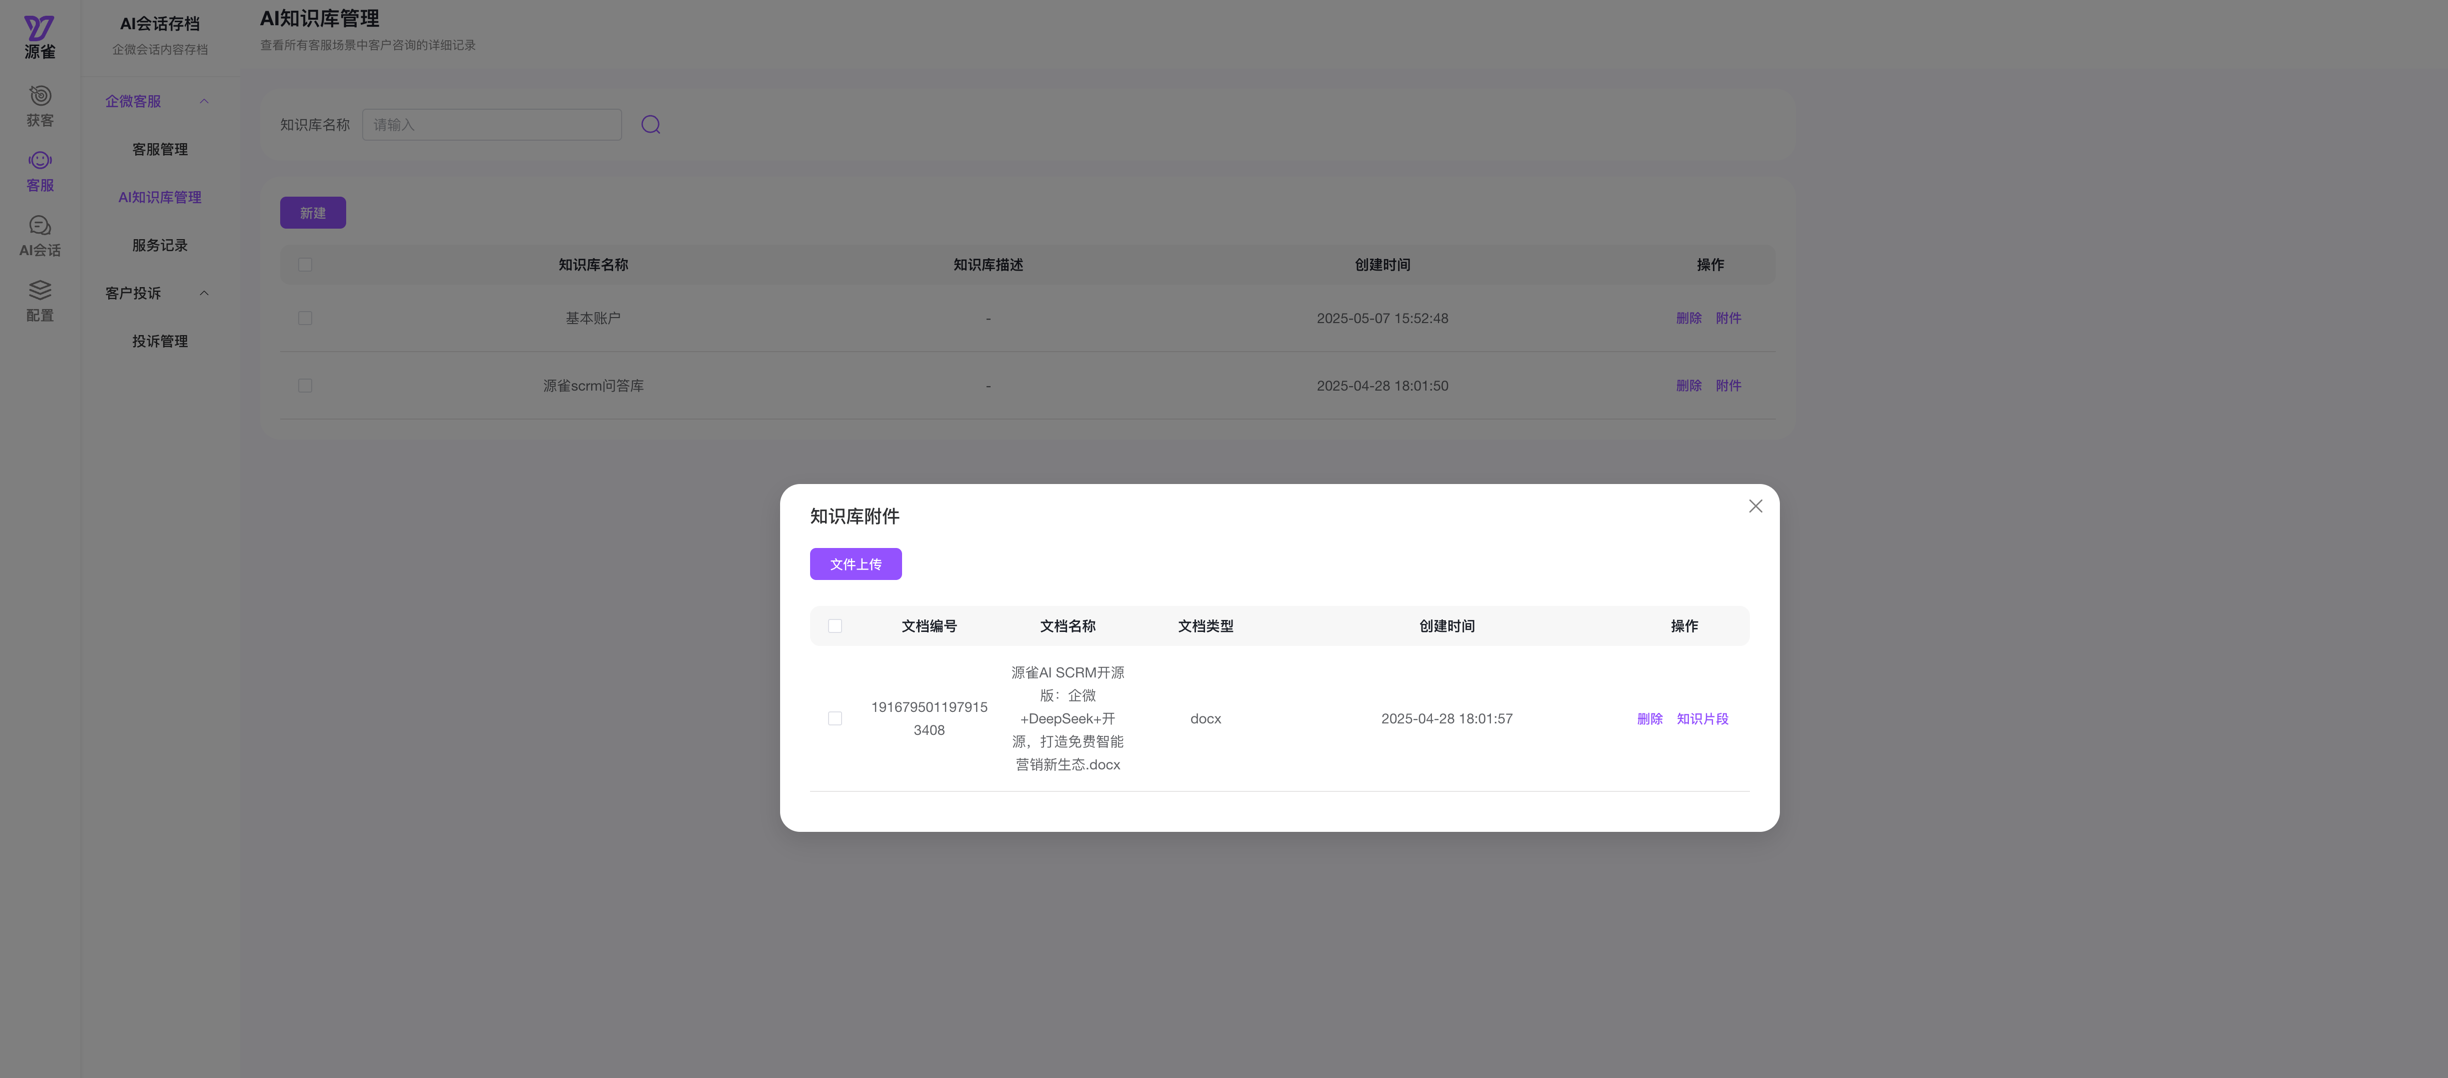 源雀
获客
客服
AI会话
配置
AI会话存档
企微会话内容存档
企微客服
客服管理
AI知识库管理
服务记录
客户投诉
投诉管理
AI知识库管理
查看所有客服场景中客户咨询的详细记录
知识库名称 请输入
新建
知识库名称 知识库描述 创建时间 操作
基本账户 - 2025-05-07 15:52:48 删除 附件
源雀scrm问答库 - 2025-04-28 18:01:50 删除 附件
知识库附件
文件上传
文档编号 文档名称 文档类型 创建时间 操作
191679501197915
3408
源雀AI SCRM开源
版：企微
+DeepSeek+开
源，打造免费智能
营销新生态.docx
docx
2025-04-28 18:01:57
删除 知识片段